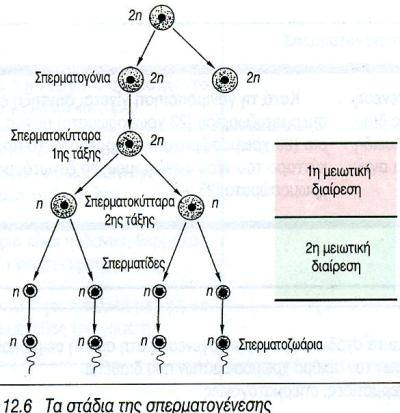 2n
Σπερματογόνια 2n 2n
Σπερματοκύτταρα
1ης τάξης
2n
n Σπερματοκύτταρα n
2ης τάξης
1η μειωτική
διαίρεση
2η μειωτική
διαίρεση
Σπερματίδες
n n n n
n n n n Σπερματοζωάρια
12.6 Τα στάδια της σπερματογένεσης